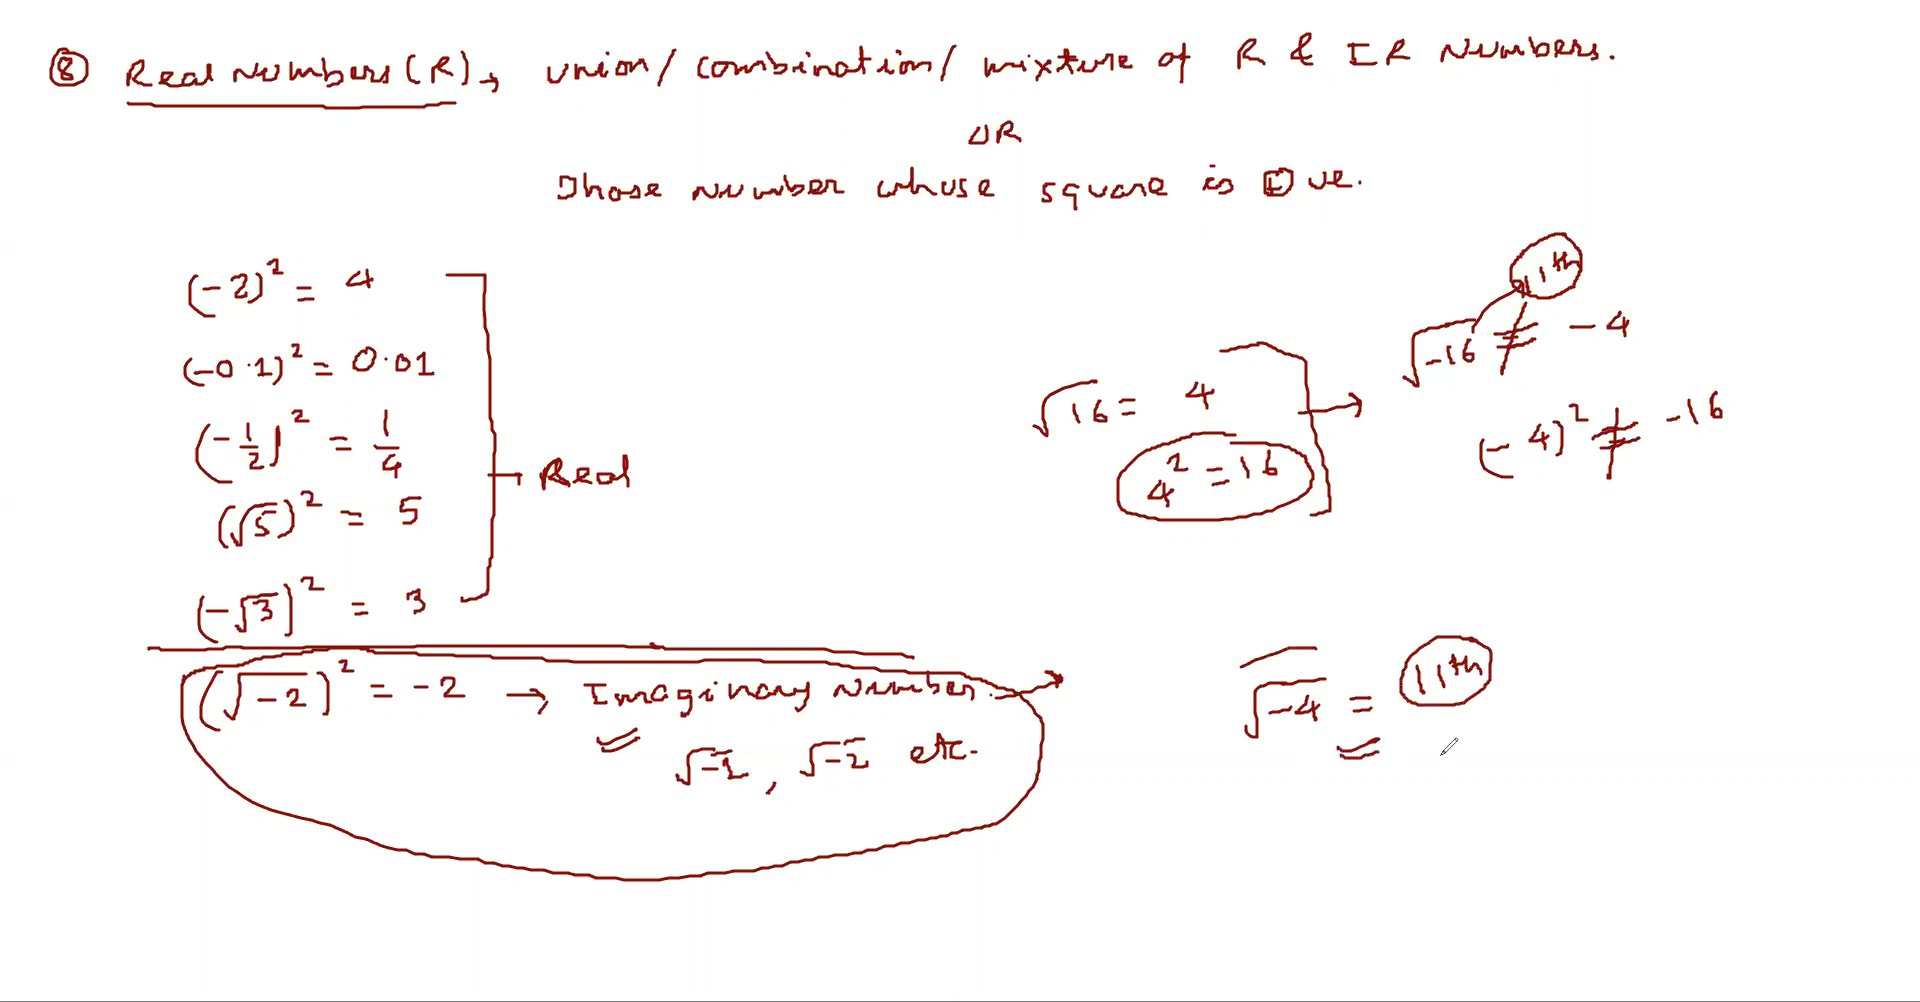 ⑧ Real Numbers (R) → Union / combination / mixture of R & IR Numbers.
OR
Those number whose square is ⊕ ve.
(-2)² = 4
(-0.1)² = 0.01
(-1/2)² = 1/4
(√5)² = 5
(-√3)² = 3
→ Real
√16 = 4
4² = 16
→
11th
√-16 ≠ -4
(-4)² ≠ -16
(√-2)² = -2 → Imaginary Number. →
√-1, √-2 etc.
√-4 = 11th